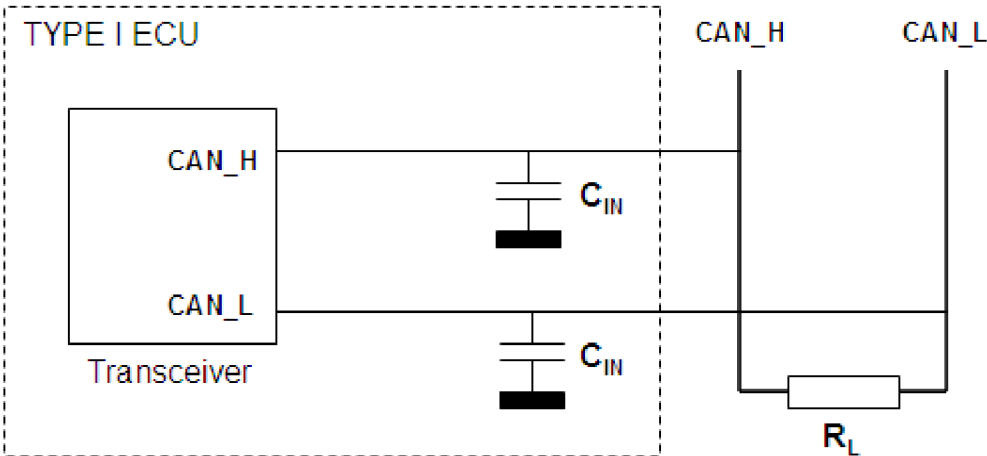 TYPE I ECU
CAN_H
CAN_L
CAN_H
C_IN
CAN_L
C_IN
Transceiver
R_L